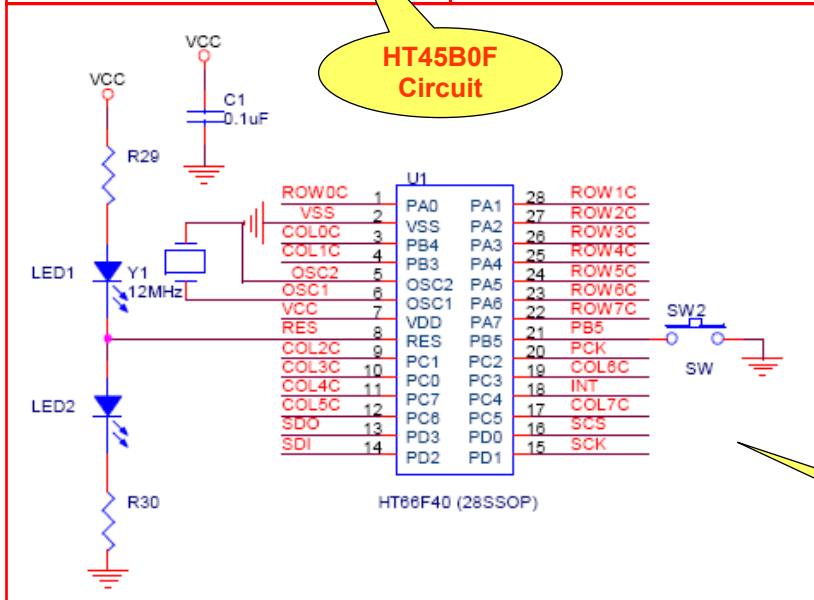 HT45B0F
Circuit
VCC
VCC
C1
0.1uF
R29
LED1
Y1
12MHz
LED2
R30
U1
ROW0C 1 PA0
VSS 2 VSS
COL0C 3 PB4
COL1C 4 PB3
OSC2 5 OSC2
OSC1 6 OSC1
VCC 7 VDD
RES 8 RES
COL2C 9 PC1
COL3C 10 PC0
COL4C 11 PC7
COL5C 12 PC6
SDO 13 PD3
SDI 14 PD2
PA1 28 ROW1C
PA2 27 ROW2C
PA3 26 ROW3C
PA4 25 ROW4C
PA5 24 ROW5C
PA6 23 ROW6C
PA7 22 ROW7C
PB5 21 PB5
PC2 20 PCK
PC3 19 COL6C
PC4 18 INT
PC5 17 COL7C
PD0 16 SCS
PD1 15 SCK
SW2
SW
HT66F40 (28SSOP)